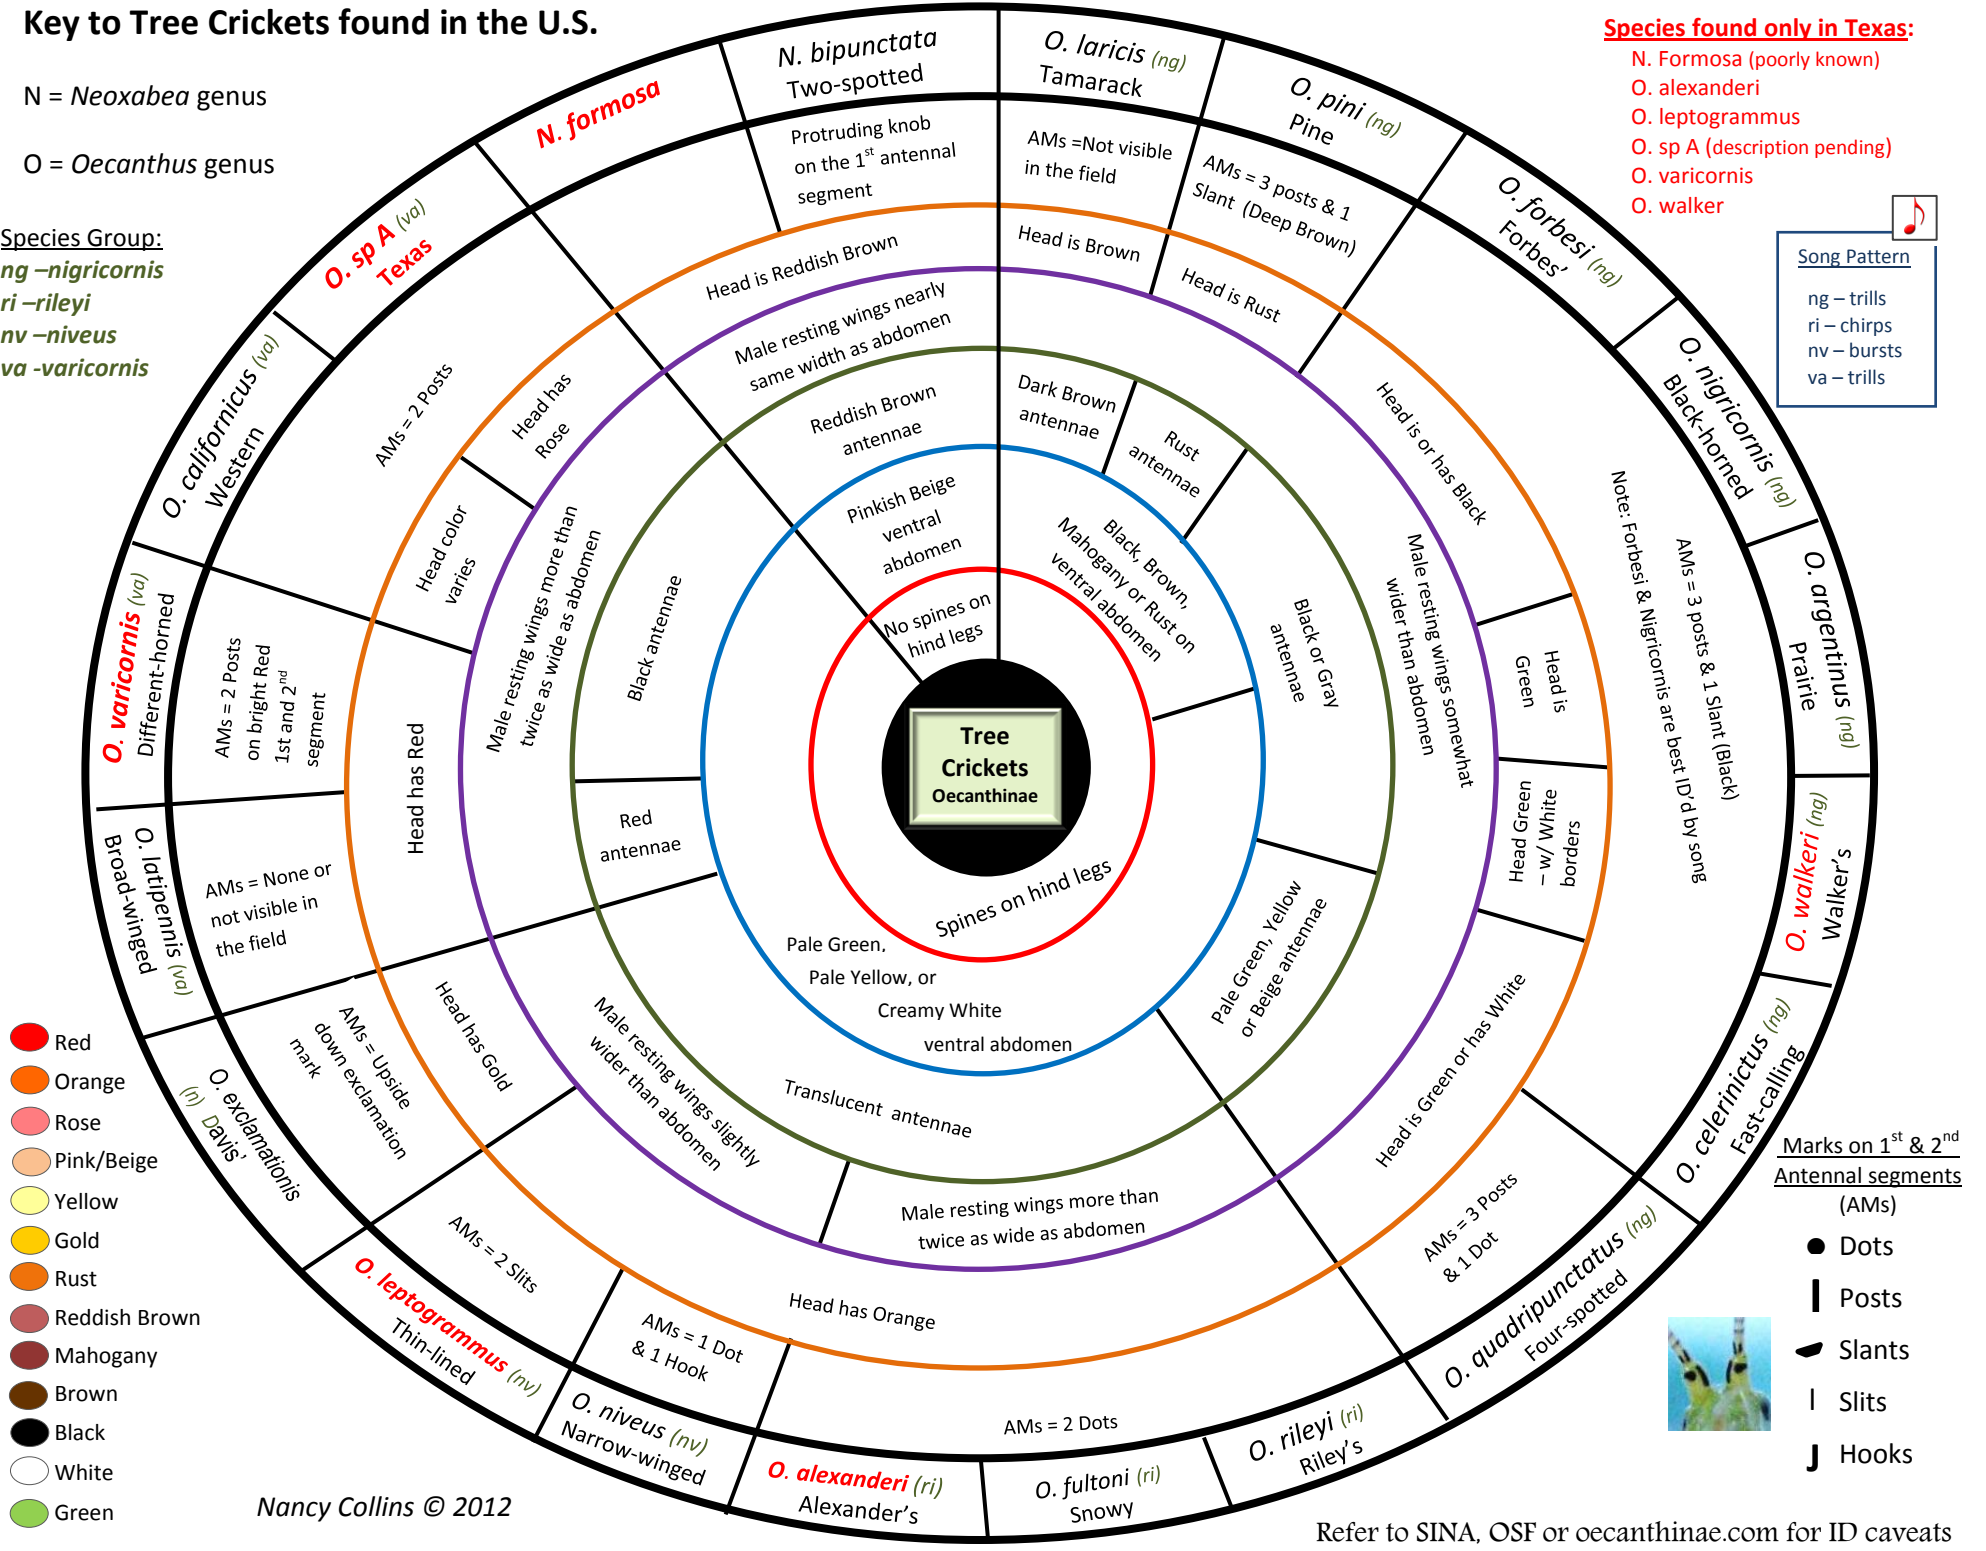 Key to Tree Crickets found in the U.S.
N = Neoxabea genus
O = Oecanthus genus
Species Group:
ng –nigricornis
ri –rileyi
nv –niveus
va -varicornis
Species found only in Texas:
N. Formosa (poorly known)
O. alexanderi
O. leptogrammus
O. sp A (description pending)
O. varicornis
O. walker
Song Pattern
ng – trills
ri – chirps
nv – bursts
va – trills
N. formosa
N. bipunctata
Two-spotted
O. laricis (ng)
Tamarack
O. pini (ng)
Pine
O. forbesi (ng)
Forbes’
O. nigricornis (ng)
Black-horned
O. argentinus (ng)
Prairie
O. walkeri (ng)
Walker’s
O. celerinictus (ng)
Fast-calling
O. quadripunctatus (ng)
Four-spotted
O. rileyi (ri)
Riley’s
O. fultoni (ri)
Snowy
O. alexanderi (ri)
Alexander’s
O. niveus (nv)
Narrow-winged
O. leptogrammus (nv)
Thin-lined
O. exclamationis
(n) Davis’
O. latipennis (va)
Broad-winged
O. varicornis (va)
Different-horned
O. californicus (va)
Western
O. sp A (va)
Texas
Protruding knob
on the 1st antennal
segment
AMs =Not visible
in the field
AMs = 3 posts & 1
Slant (Deep Brown)
AMs = 3 posts & 1 Slant (Black)
Note: Forbesi & Nigricornis are best ID’d by song
AMs = 3 Posts
& 1 Dot
AMs = 2 Dots
AMs = 1 Dot
& 1 Hook
AMs = 2 Slits
AMs = Upside
down exclamation
mark
AMs = None or
not visible in
the field
AMs = 2 Posts
on bright Red
1st and 2nd
segment
AMs = 2 Posts
Head is Reddish Brown
Head is Brown
Head is Rust
Head is or has Black
Head is
Green
Head Green
– w/ White
borders
Head is Green or has White
Head has Orange
Head has Gold
Head has Red
Head color
varies
Head has
Rose
Male resting wings nearly
same width as abdomen
Male resting wings somewhat
wider than abdomen
Male resting wings more than
twice as wide as abdomen
Male resting wings slightly
wider than abdomen
Male resting wings more than
twice as wide as abdomen
Reddish Brown
antennae
Dark Brown
antennae
Rust
antennae
Black or Gray
antennae
Pale Green, Yellow
or Beige antennae
Translucent antennae
Red
antennae
Black antennae
Pinkish Beige
ventral
abdomen
Black, Brown,
Mahogany or Rust on
ventral abdomen
Pale Green,
Pale Yellow, or
Creamy White
ventral abdomen
No spines on
hind legs
Spines on hind legs
Tree
Crickets
Oecanthinae
Red
Orange
Rose
Pink/Beige
Yellow
Gold
Rust
Reddish Brown
Mahogany
Brown
Black
White
Green
Marks on 1st & 2nd
Antennal segments
(AMs)
Dots
Posts
Slants
Slits
Hooks
Nancy Collins © 2012
Refer to SINA, OSF or oecanthinae.com for ID caveats